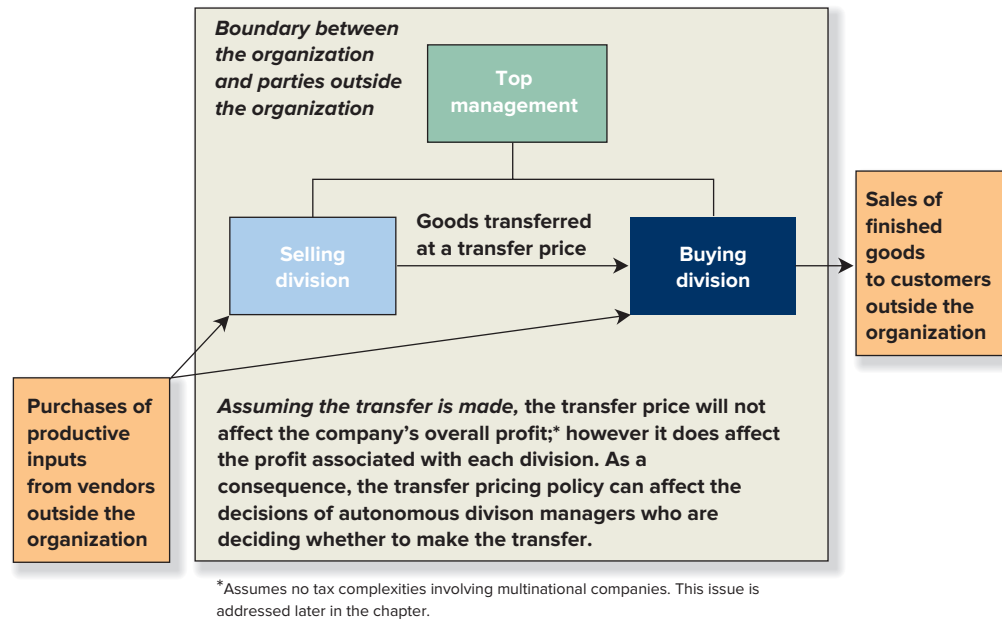 Boundary between
the organization
and parties outside
the organization
Top
management
Goods transferred
at a transfer price
Selling
division
Buying
division
Sales of
finished
goods
to customers
outside the
organization
Purchases of
productive
inputs
from vendors
outside the
organization
Assuming the transfer is made, the transfer price will not
affect the company's overall profit;* however it does affect
the profit associated with each division. As a
consequence, the transfer pricing policy can affect the
decisions of autonomous divison managers who are
deciding whether to make the transfer.
*Assumes no tax complexities involving multinational companies. This issue is
addressed later in the chapter.